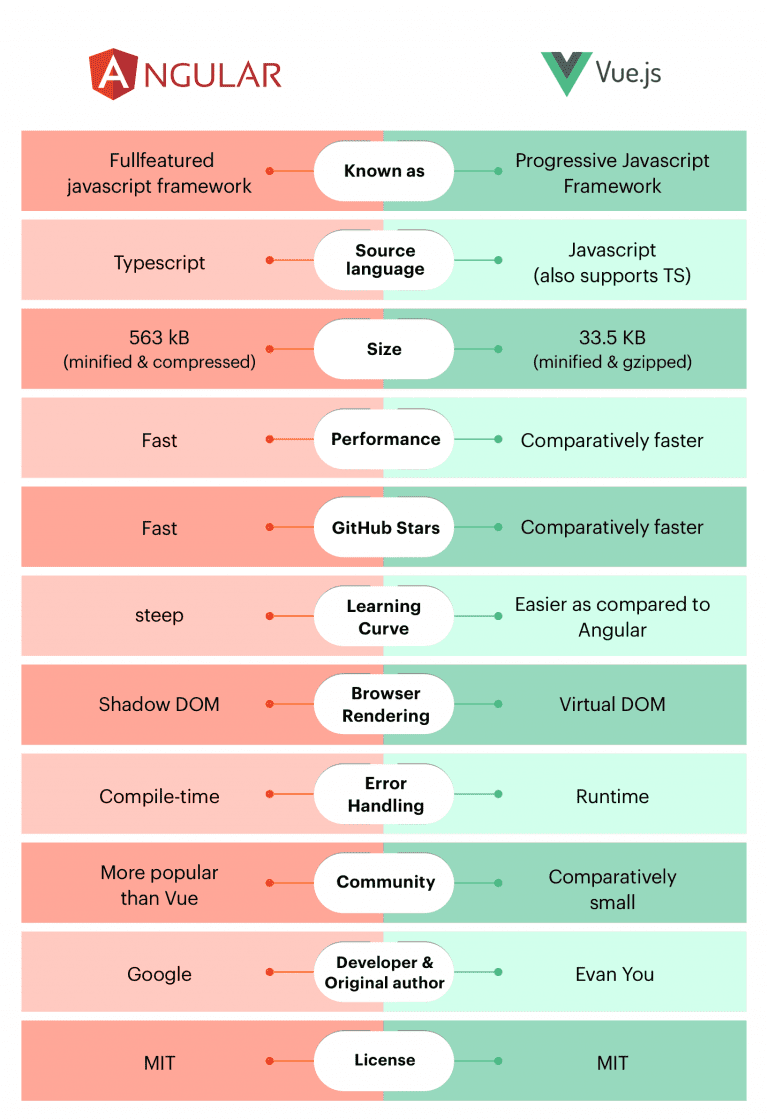 ANGULAR
Vue.js
Fullfeatured
javascript framework
Known as
Progressive Javascript
Framework
Typescript
Source
language
Javascript
(also supports TS)
563 kB
(minified & compressed)
Size
33.5 KB
(minified & gzipped)
Fast
Performance
Comparatively faster
Fast
GitHub Stars
Comparatively faster
steep
Learning
Curve
Easier as compared to
Angular
Shadow DOM
Browser
Rendering
Virtual DOM
Compile-time
Error
Handling
Runtime
More popular
than Vue
Community
Comparatively
small
Google
Developer &
Original author
Evan You
MIT
License
MIT